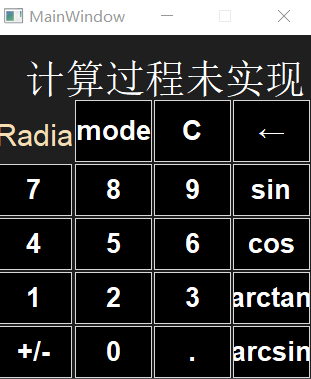 MainWindow
计算过程未实现
Radia mode C ←
7 8 9 sin
4 5 6 cos
1 2 3 arctan
+/- 0 . arcsin